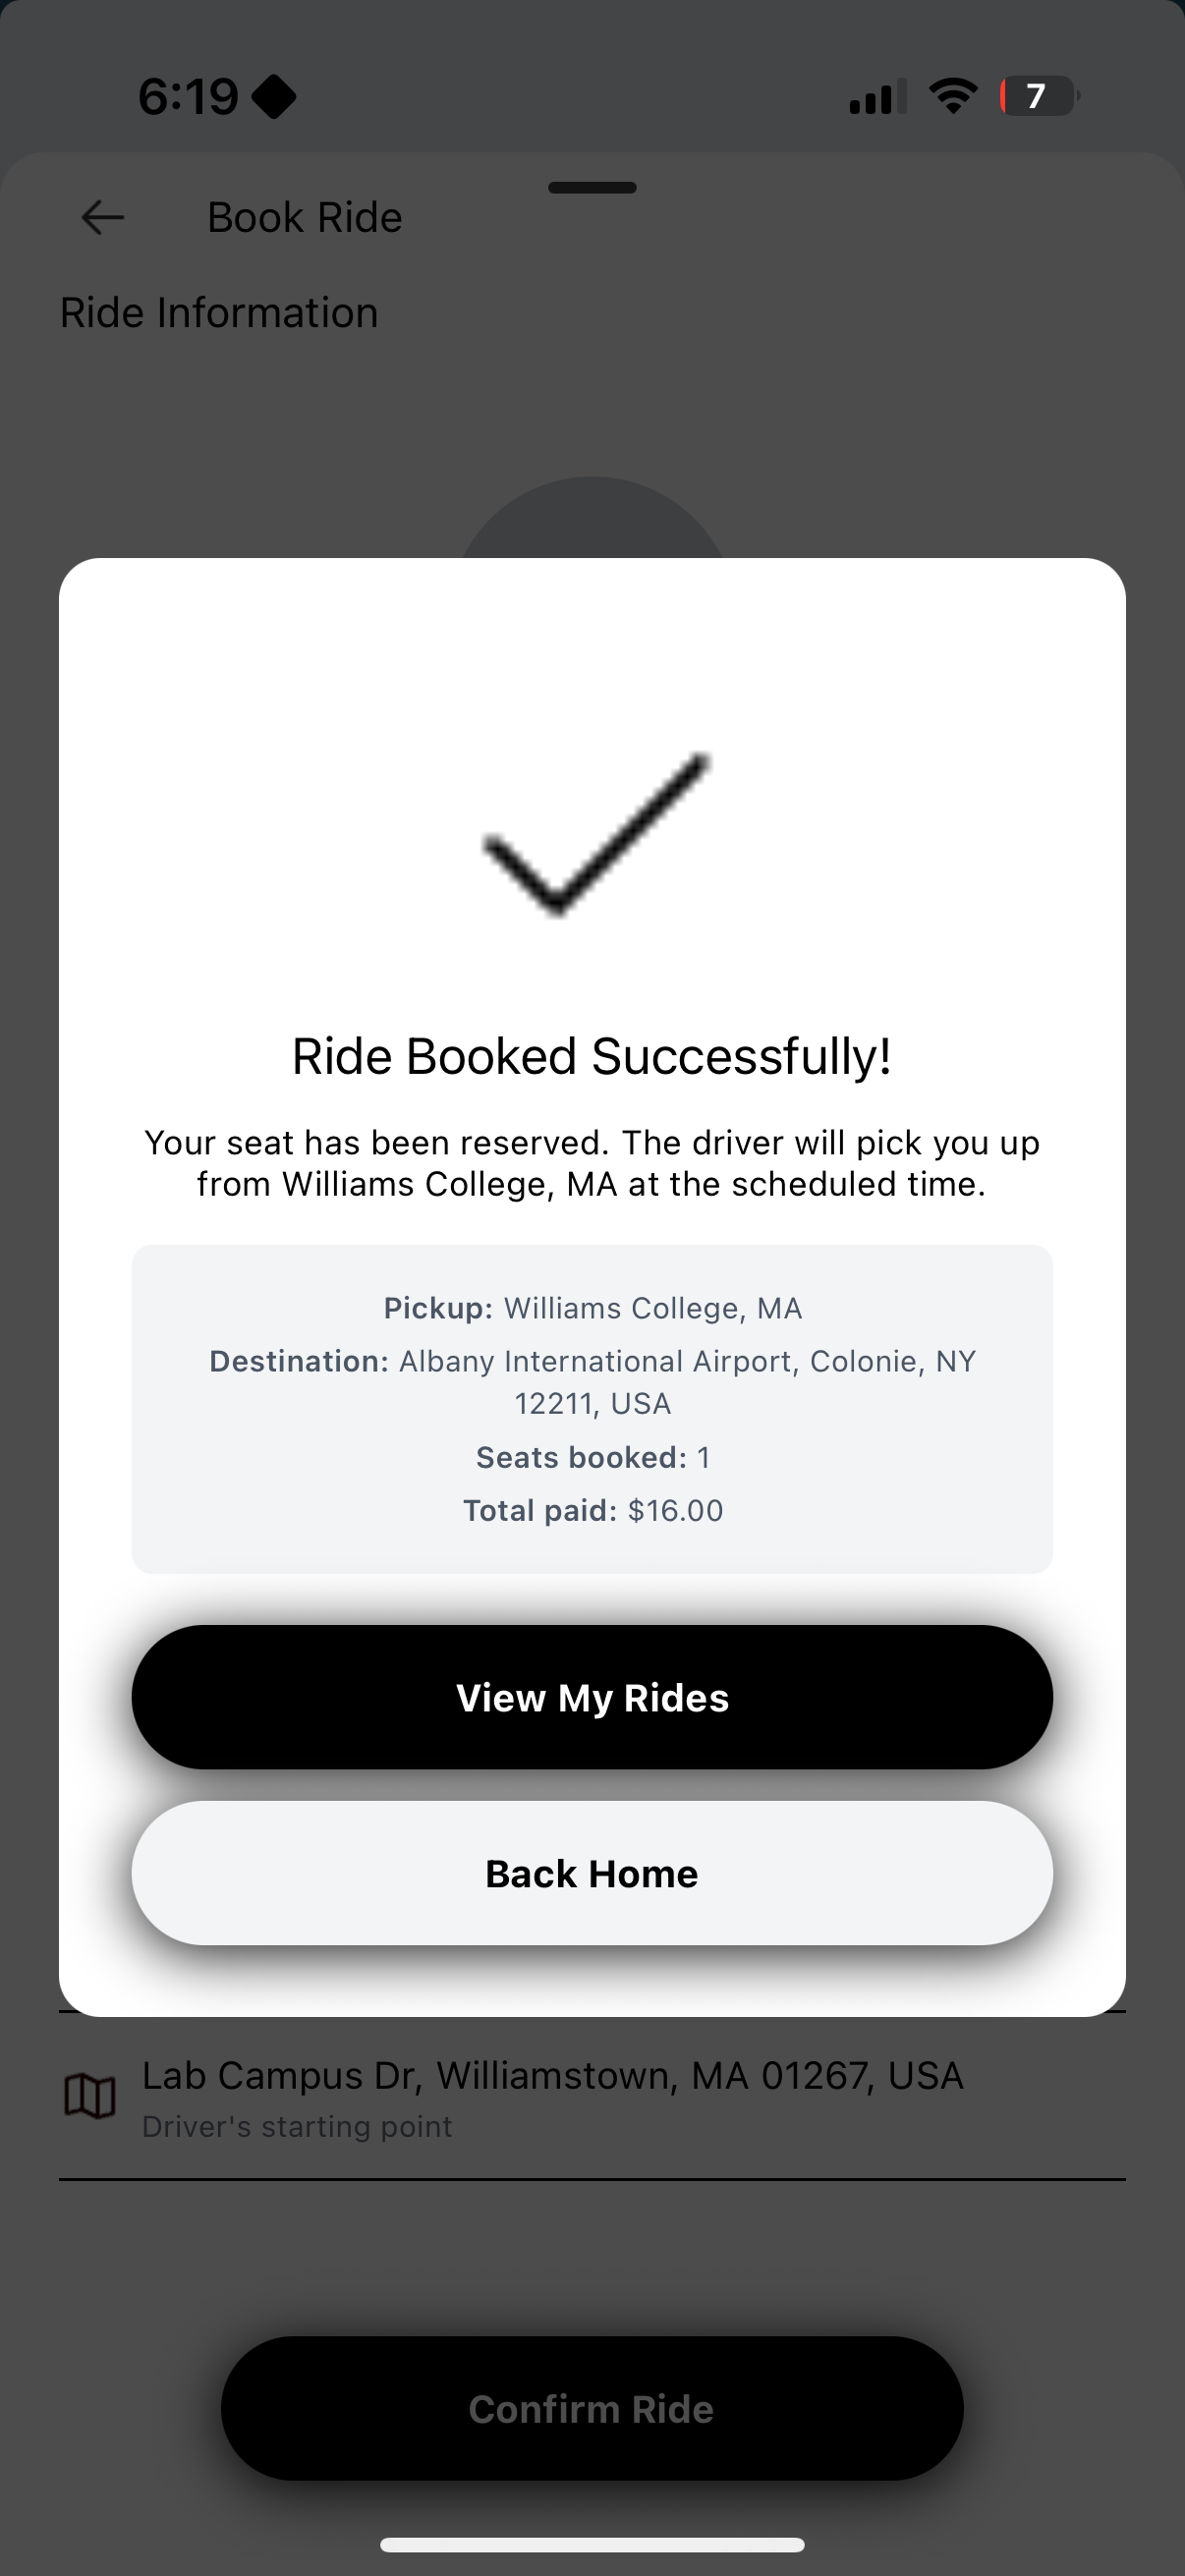 6:19
7
Book Ride
Ride Information
Ride Booked Successfully!
Your seat has been reserved. The driver will pick you up
from Williams College, MA at the scheduled time.
Pickup: Williams College, MA
Destination: Albany International Airport, Colonie, NY
12211, USA
Seats booked: 1
Total paid: $16.00
View My Rides
Back Home
Lab Campus Dr, Williamstown, MA 01267, USA
Driver's starting point
Confirm Ride